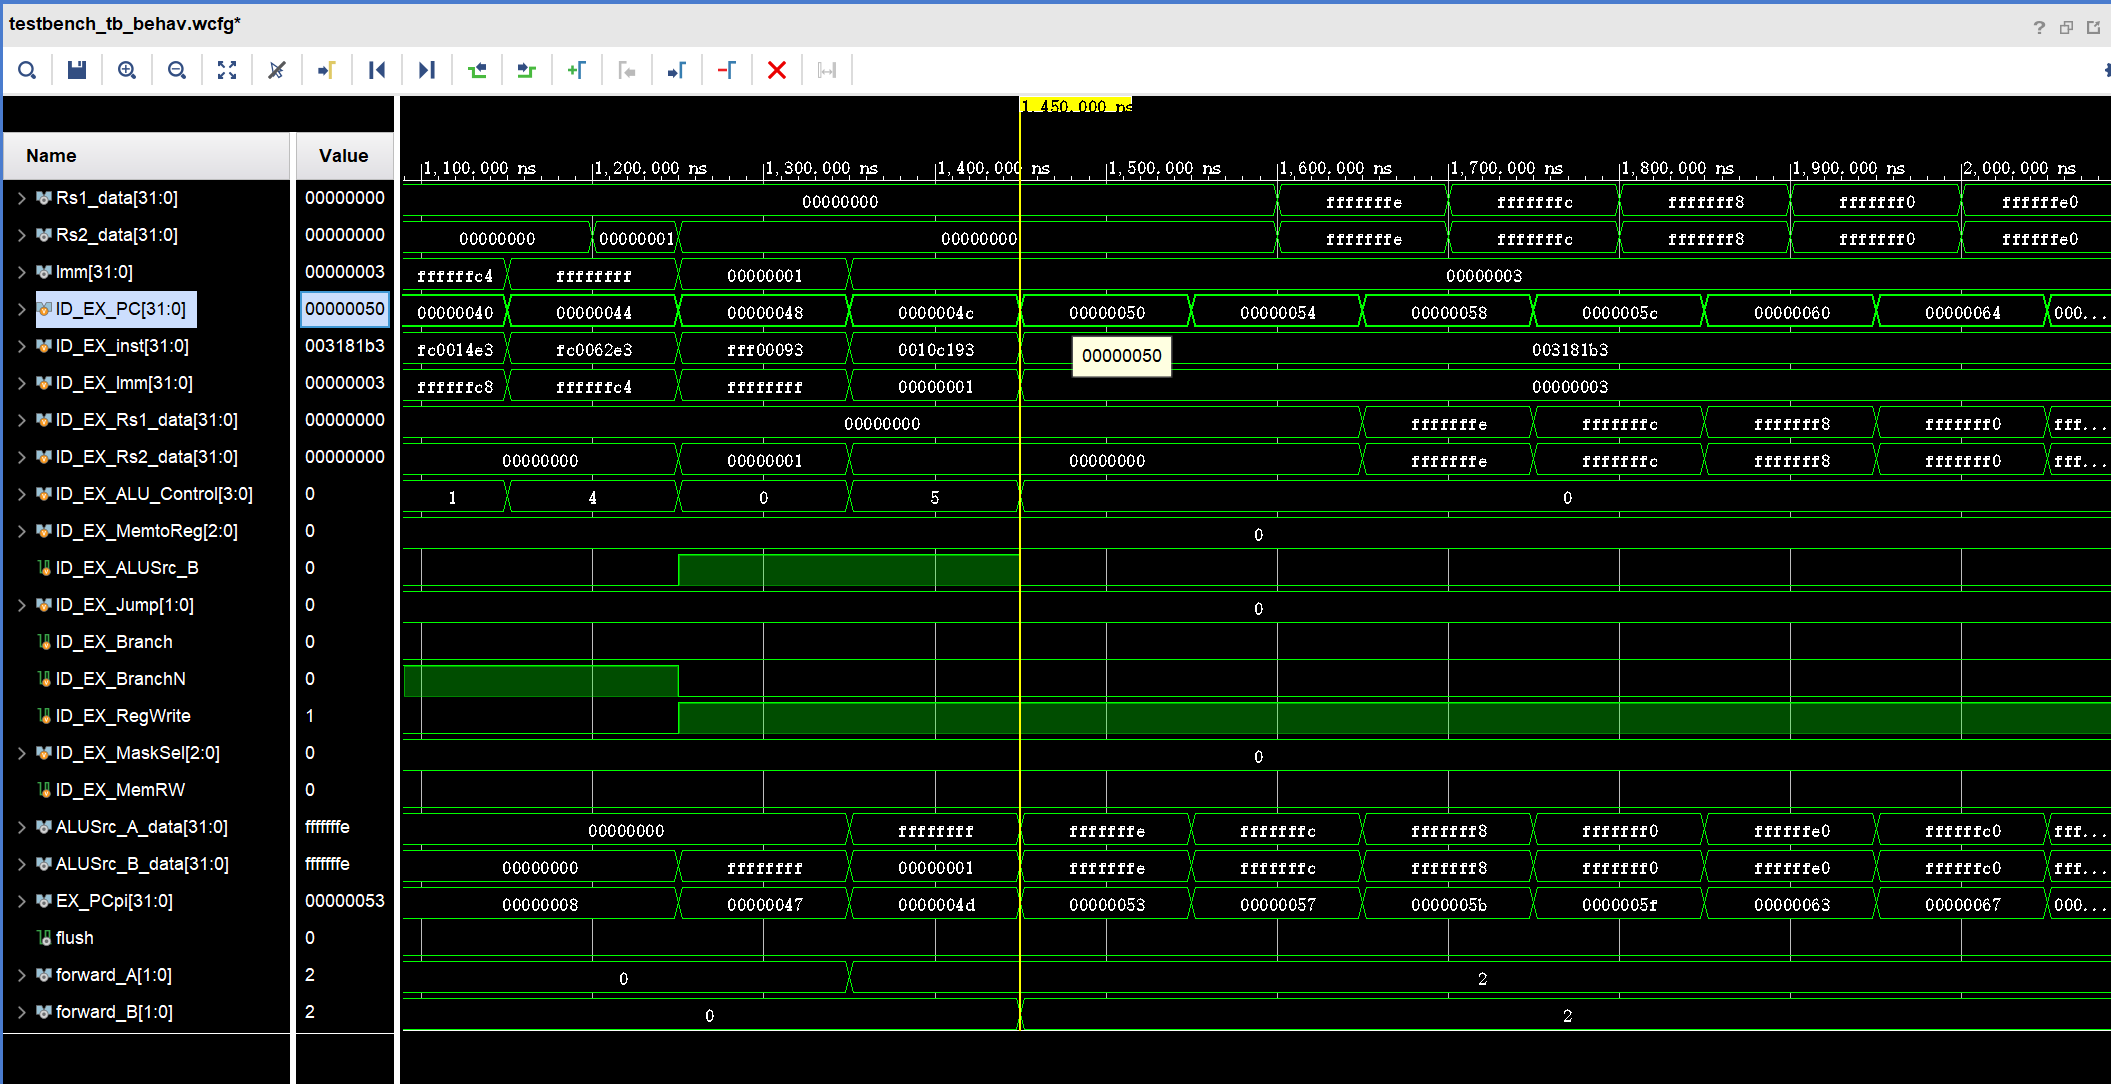 testbench_tb_behav.wcfg*
?
1,450.000 ns
Name Value 1,100.000 ns 1,200.000 ns 1,300.000 ns 1,400.000 ns 1,500.000 ns 1,600.000 ns 1,700.000 ns 1,800.000 ns 1,900.000 ns 2,000.000 ns
Rs1_data[31:0] 00000000 00000000 fffffffe fffffffc fffffff8 fffffff0 ffffffe0
Rs2_data[31:0] 00000000 00000000 00000001 00000000 fffffffe fffffffc fffffff8 fffffff0 ffffffe0
Imm[31:0] 00000003 ffffffc4 ffffffff 00000001 00000003
ID_EX_PC[31:0] 00000050 00000040 00000044 00000048 0000004c 00000050 00000054 00000058 0000005c 00000060 00000064 000...
ID_EX_inst[31:0] 003181b3 fc0014e3 fc0062e3 fff00093 0010c193 003181b3
00000050
ID_EX_Imm[31:0] 00000003 ffffffc8 ffffffc4 ffffffff 00000001 00000003
ID_EX_Rs1_data[31:0] 00000000 00000000 fffffffe fffffffc fffffff8 fffffff0 fff...
ID_EX_Rs2_data[31:0] 00000000 00000000 00000001 00000000 fffffffe fffffffc fffffff8 fffffff0 fff...
ID_EX_ALU_Control[3:0] 0 1 4 0 5 0
ID_EX_MemtoReg[2:0] 0 0
ID_EX_ALUSrc_B 0
ID_EX_Jump[1:0] 0 0
ID_EX_Branch 0
ID_EX_BranchN 0
ID_EX_RegWrite 1
ID_EX_MaskSel[2:0] 0 0
ID_EX_MemRW 0
ALUSrc_A_data[31:0] fffffffe 00000000 ffffffff fffffffe fffffffc fffffff8 fffffff0 ffffffe0 ffffffc0 fff...
ALUSrc_B_data[31:0] fffffffe 00000000 ffffffff 00000001 fffffffe fffffffc fffffff8 fffffff0 ffffffe0 ffffffc0 fff...
EX_PCpi[31:0] 00000053 00000008 00000047 0000004d 00000053 00000057 0000005b 0000005f 00000063 00000067 000...
flush 0
forward_A[1:0] 2 0 2
forward_B[1:0] 2 0 2